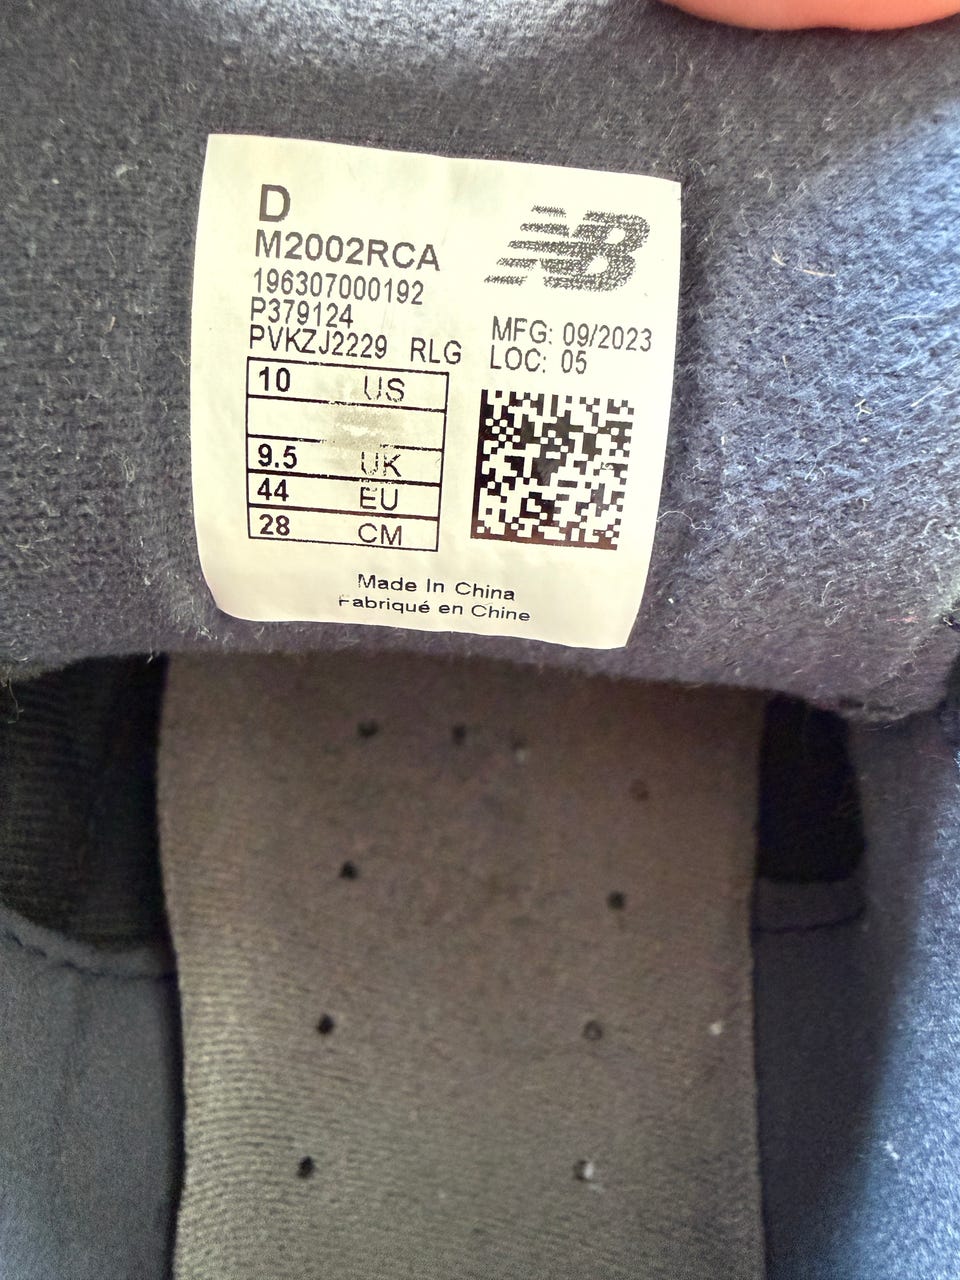 D
M2002RCA
196307000192
P379124
PVKZJ2229 RLG
NB
MFG: 09/2023
LOC: 05
10 US
9.5 UK
44 EU
28 CM
Made In China
Fabriqué en Chine